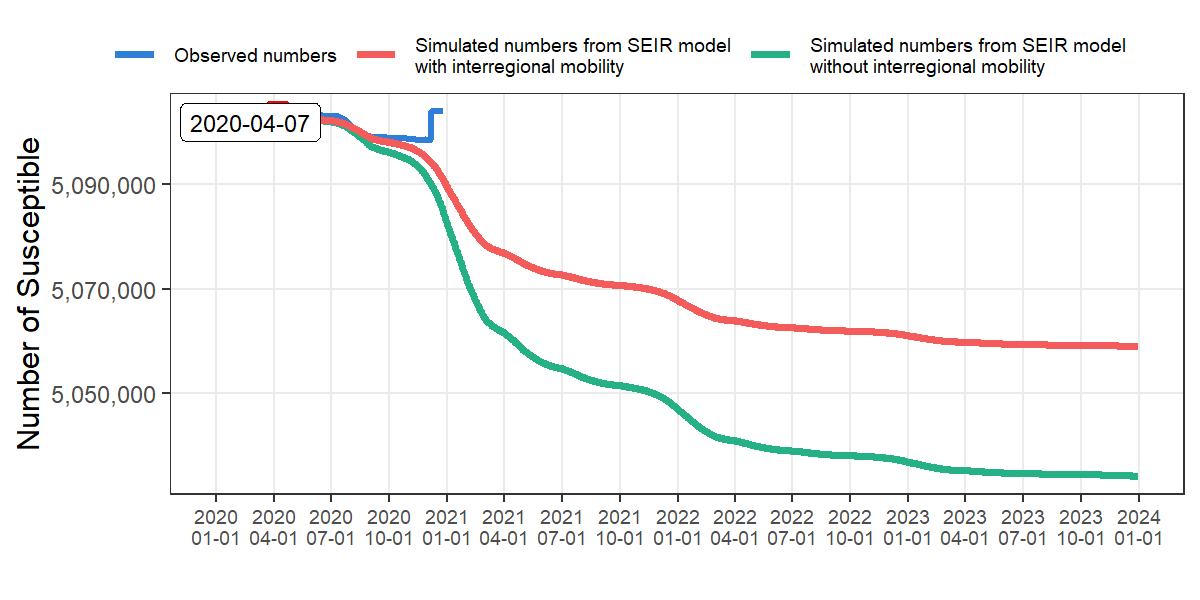 Observed numbers
Simulated numbers from SEIR model
with interregional mobility
Simulated numbers from SEIR model
without interregional mobility
2020-04-07
Number of Susceptible
5,090,000
5,070,000
5,050,000
2020 2020 2020 2020 2021 2021 2021 2021 2022 2022 2022 2022 2023 2023 2023 2023 2024
01-01 04-01 07-01 10-01 01-01 04-01 07-01 10-01 01-01 04-01 07-01 10-01 01-01 04-01 07-01 10-01 01-01